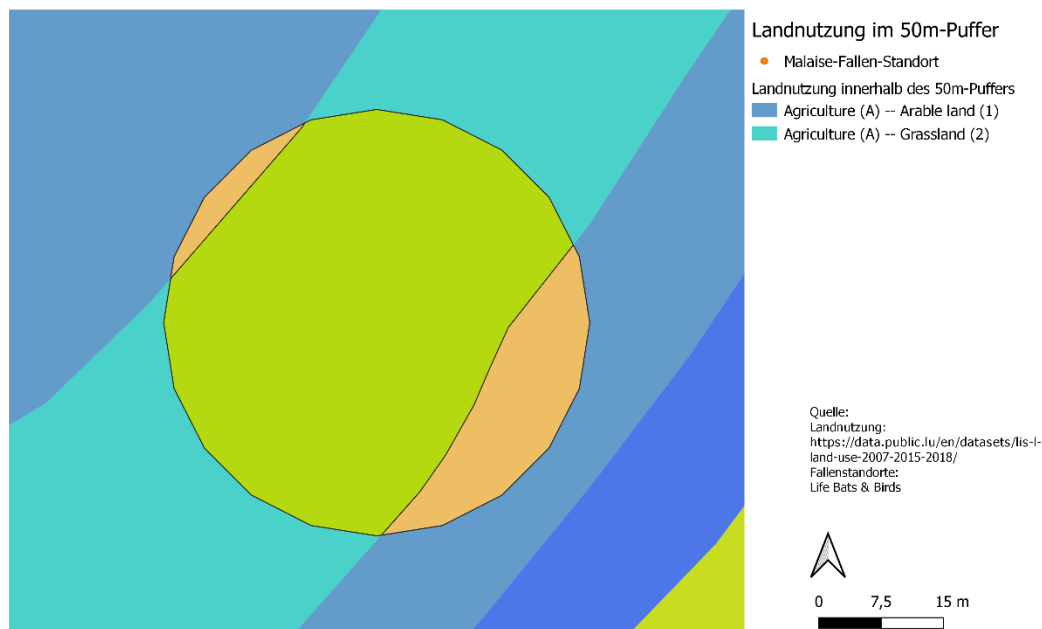 Landnutzung im 50m-Puffer
Malaise-Fallen-Standort
Landnutzung innerhalb des 50m-Puffers
Agriculture (A) -- Arable land (1)
Agriculture (A) -- Grassland (2)
Quelle:
Landnutzung:
https://data.public.lu/en/datasets/lis-l-
land-use-2007-2015-2018/
Fallenstandorte:
Life Bats & Birds
0 7,5 15 m